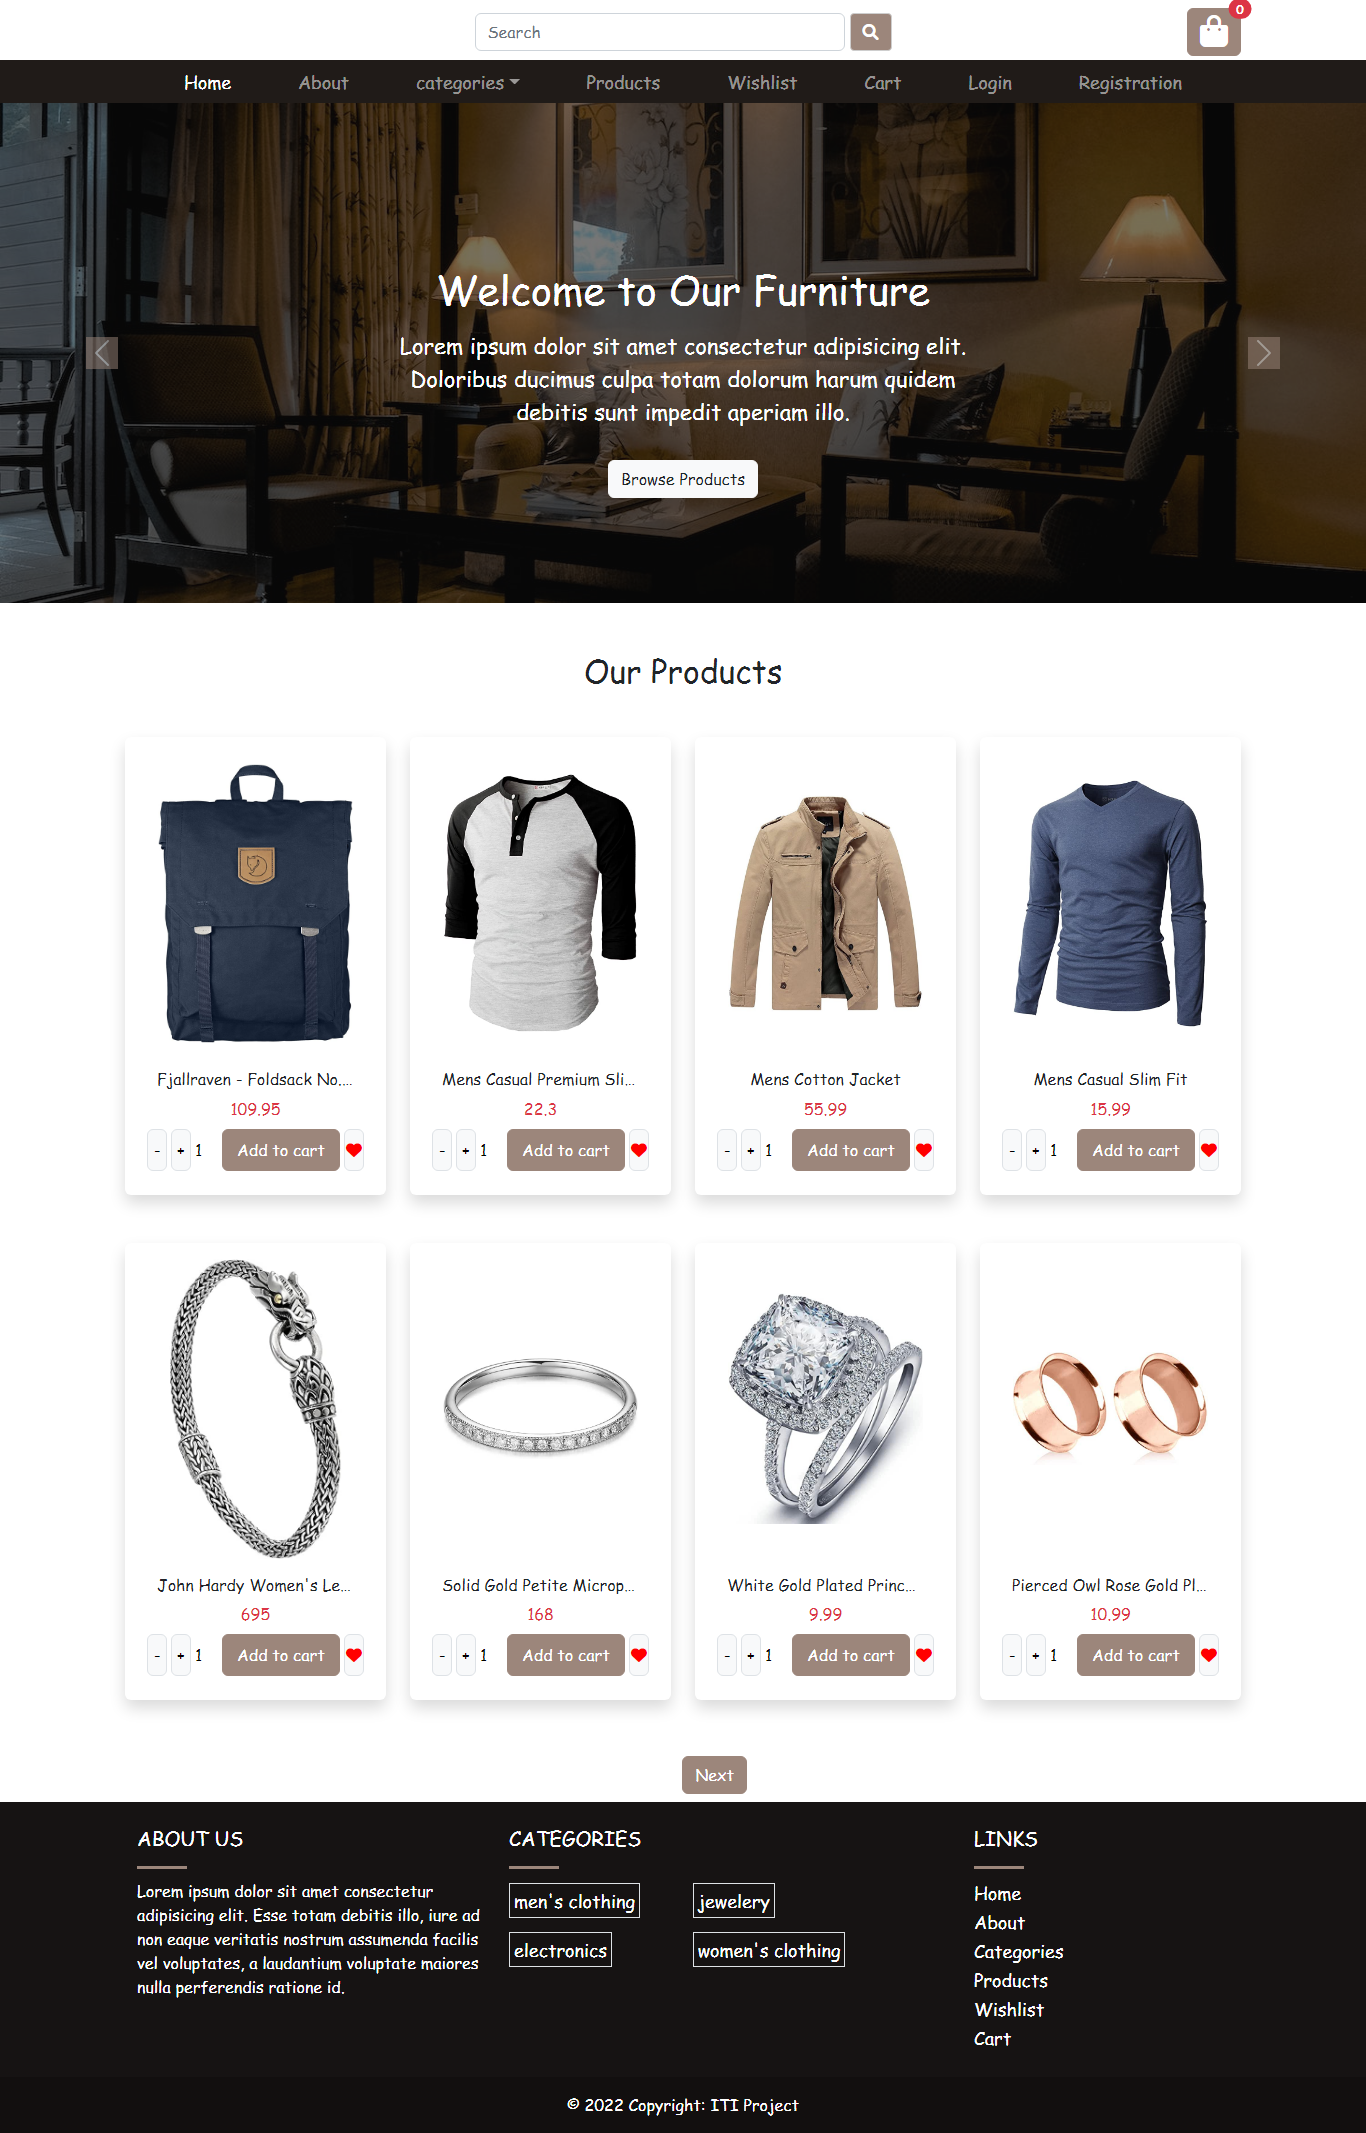 Search
0
Home About categories Products Wishlist Cart Login Registration
Welcome to Our Furniture
Lorem ipsum dolor sit amet consectetur adipisicing elit.
Doloribus ducimus culpa totam dolorum harum quidem
debitis sunt impedit aperiam illo.
Browse Products
Our Products
Fjallraven - Foldsack No....
109.95
- + 1 Add to cart
Mens Casual Premium Sli...
22.3
- + 1 Add to cart
Mens Cotton Jacket
55.99
- + 1 Add to cart
Mens Casual Slim Fit
15.99
- + 1 Add to cart
John Hardy Women's Le...
695
- + 1 Add to cart
Solid Gold Petite Microp...
168
- + 1 Add to cart
White Gold Plated Princ...
9.99
- + 1 Add to cart
Pierced Owl Rose Gold Pl...
10.99
- + 1 Add to cart
Next
ABOUT US
Lorem ipsum dolor sit amet consectetur
adipisicing elit. Esse totam debitis illo, iure ad
non eaque veritatis nostrum assumenda facilis
vel voluptates, a laudantium voluptate maiores
nulla perferendis ratione id.
CATEGORIES
men's clothing
jewelery
electronics
women's clothing
LINKS
Home
About
Categories
Products
Wishlist
Cart
© 2022 Copyright: ITI Project